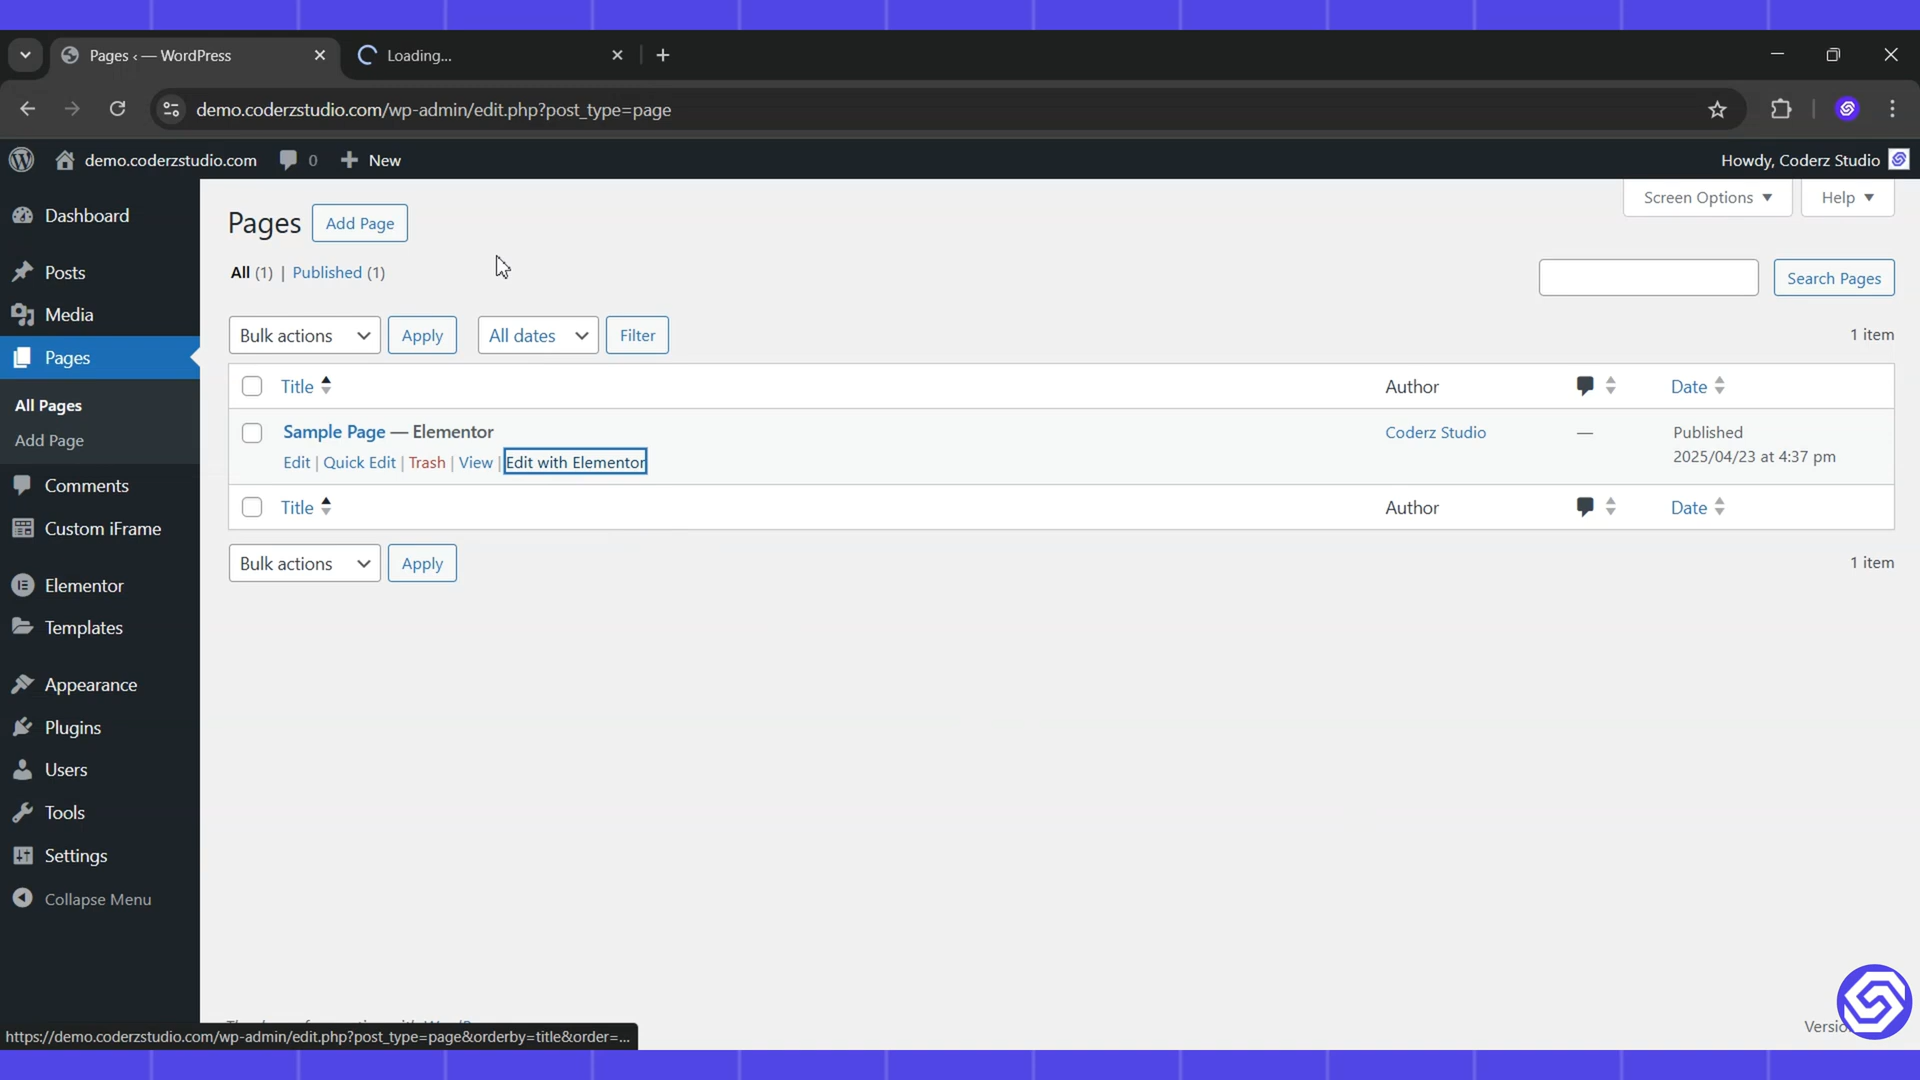 Pages ‹ — WordPress
Loading...
demo.coderzstudio.com/wp-admin/edit.php?post_type=page
demo.coderzstudio.com 0 New
Howdy, Coderz Studio
Screen Options
Help
Dashboard
Posts
Media
Pages
All Pages
Add Page
Comments
Custom iFrame
Elementor
Templates
Appearance
Plugins
Users
Tools
Settings
Collapse Menu
Pages Add Page
All (1) | Published (1)
Search Pages
Bulk actions Apply All dates Filter 1 item
Title Author Date
Sample Page — Elementor Coderz Studio — Published
Edit | Quick Edit | Trash | View | Edit with Elementor 2025/04/23 at 4:37 pm
Title Author Date
Bulk actions Apply 1 item
https://demo.coderzstudio.com/wp-admin/edit.php?post_type=page&orderby=title&order=...